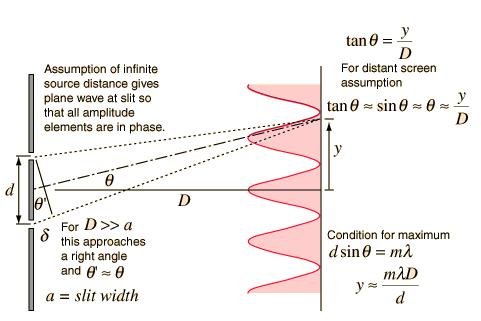 tan θ = y/D
For distant screen
assumption
tan θ ≈ sin θ ≈ θ ≈ y/D
Assumption of infinite
source distance gives
plane wave at slit so
that all amplitude
elements are in phase.
y
θ
d
θ'
D
δ
For D >> a
this approaches
a right angle
and θ' ≈ θ
a = slit width
Condition for maximum
d sin θ = mλ
y ≈ mλD/d